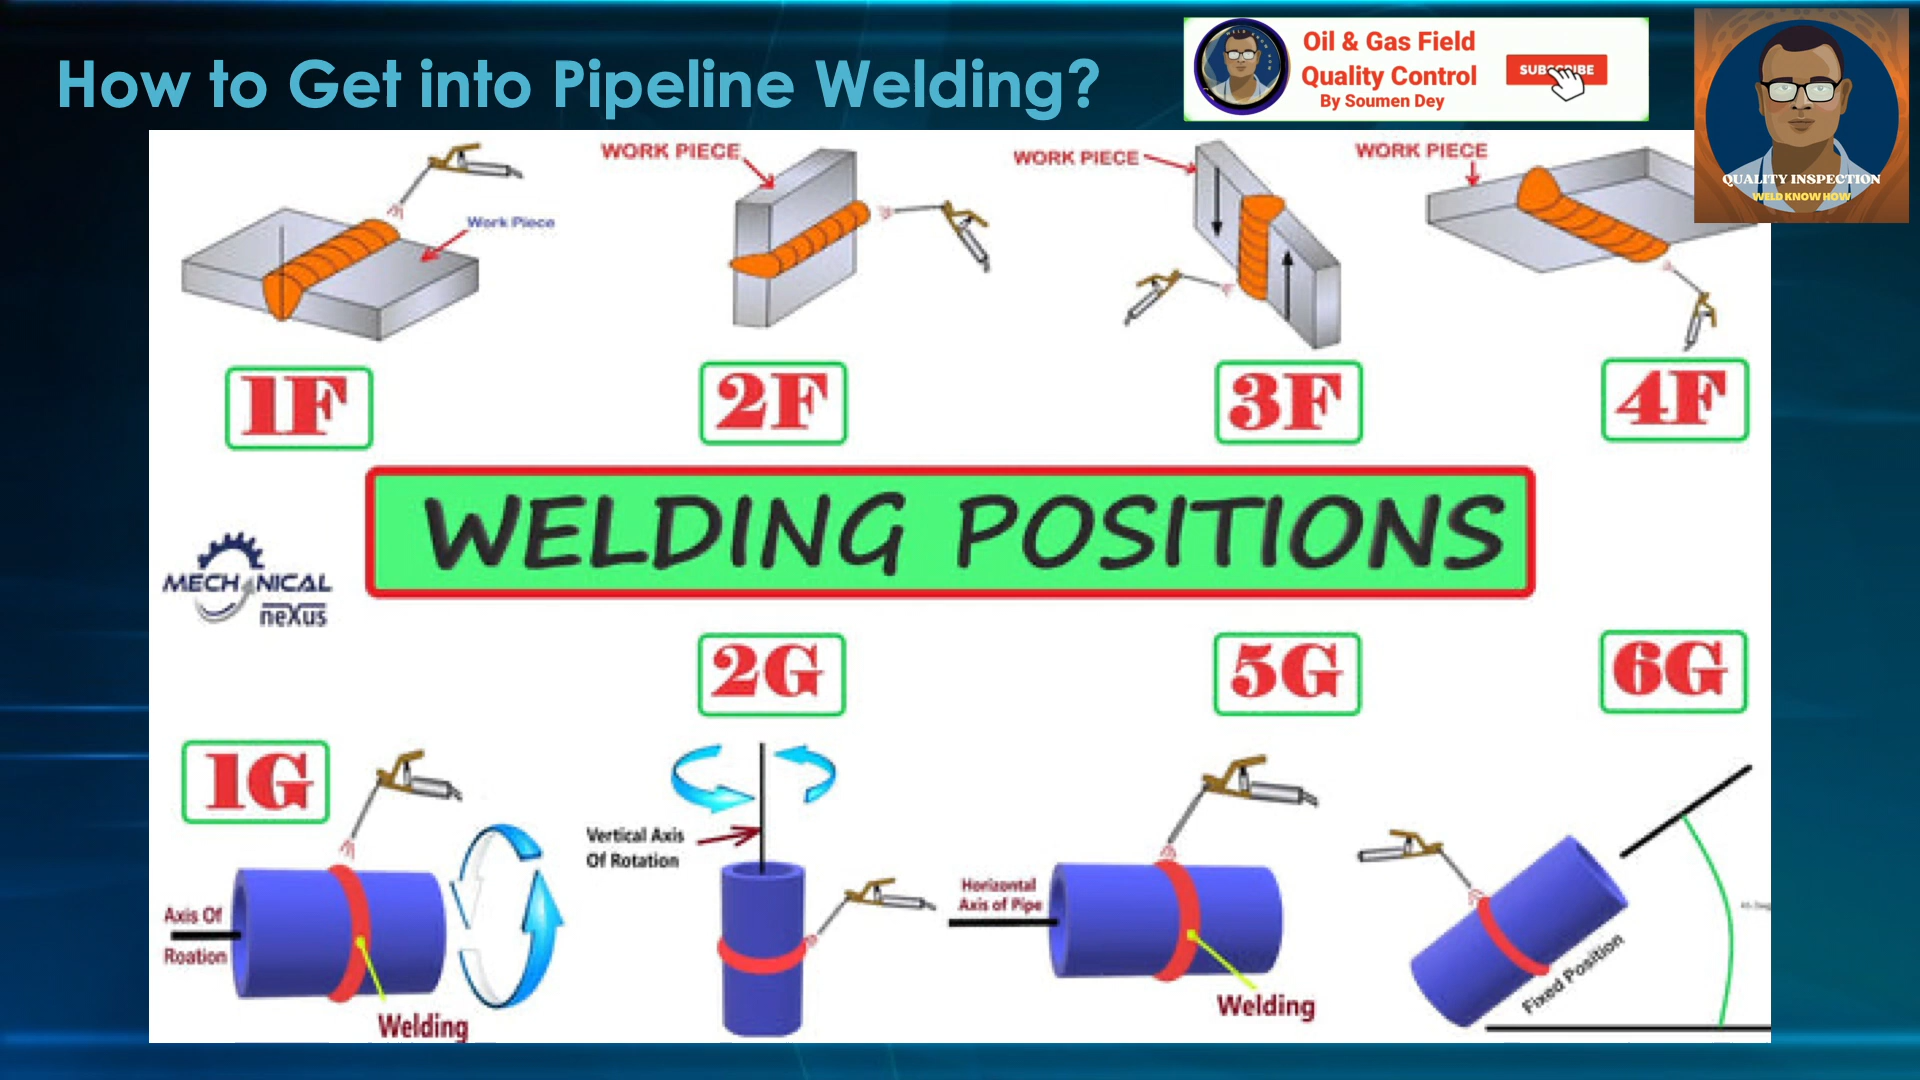 How to Get into Pipeline Welding?
Oil & Gas Field
Quality Control
By Soumen Dey
SUBSCRIBE
QUALITY INSPECTION
WELD KNOW HOW
Work Piece
WORK PIECE
WORK PIECE
WORK PIECE
1F
2F
3F
4F
WELDING POSITIONS
MECHANICAL
neXus
1G
2G
5G
6G
Axis Of
Roation
Welding
Vertical Axis
Of Rotation
Horizontal
Axis of Pipe
Welding
Fixed Position